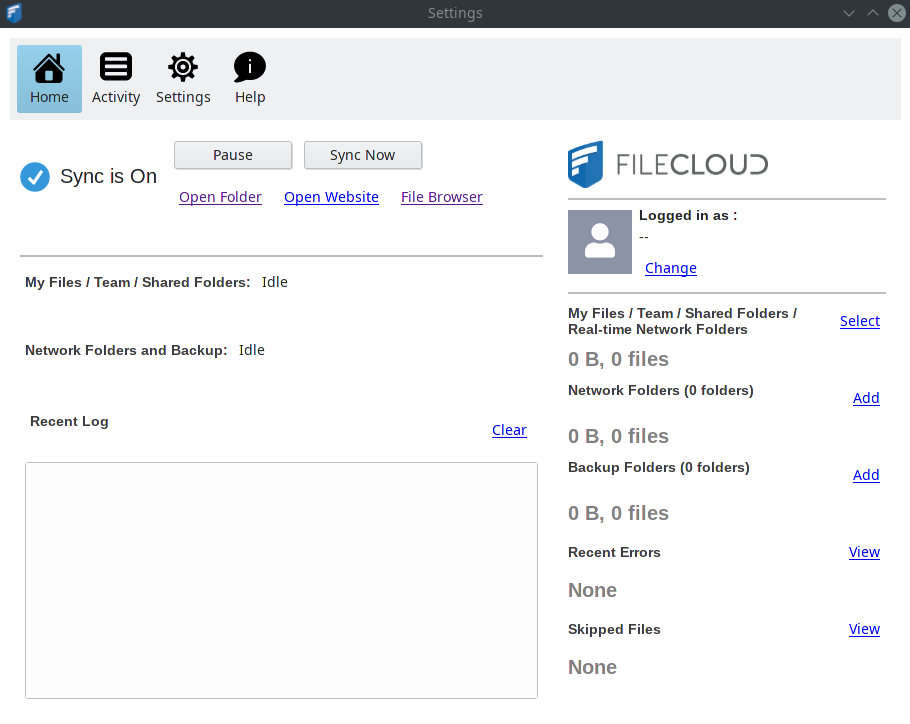 Settings
Home
Activity
Settings
Help
Sync is On
Pause
Sync Now
Open Folder
Open Website
File Browser
My Files / Team / Shared Folders: Idle
Network Folders and Backup: Idle
Recent Log
Clear
FILECLOUD
Logged in as :
--
Change
My Files / Team / Shared Folders /
Real-time Network Folders
Select
0 B, 0 files
Network Folders (0 folders)
Add
0 B, 0 files
Backup Folders (0 folders)
Add
0 B, 0 files
Recent Errors
View
None
Skipped Files
View
None